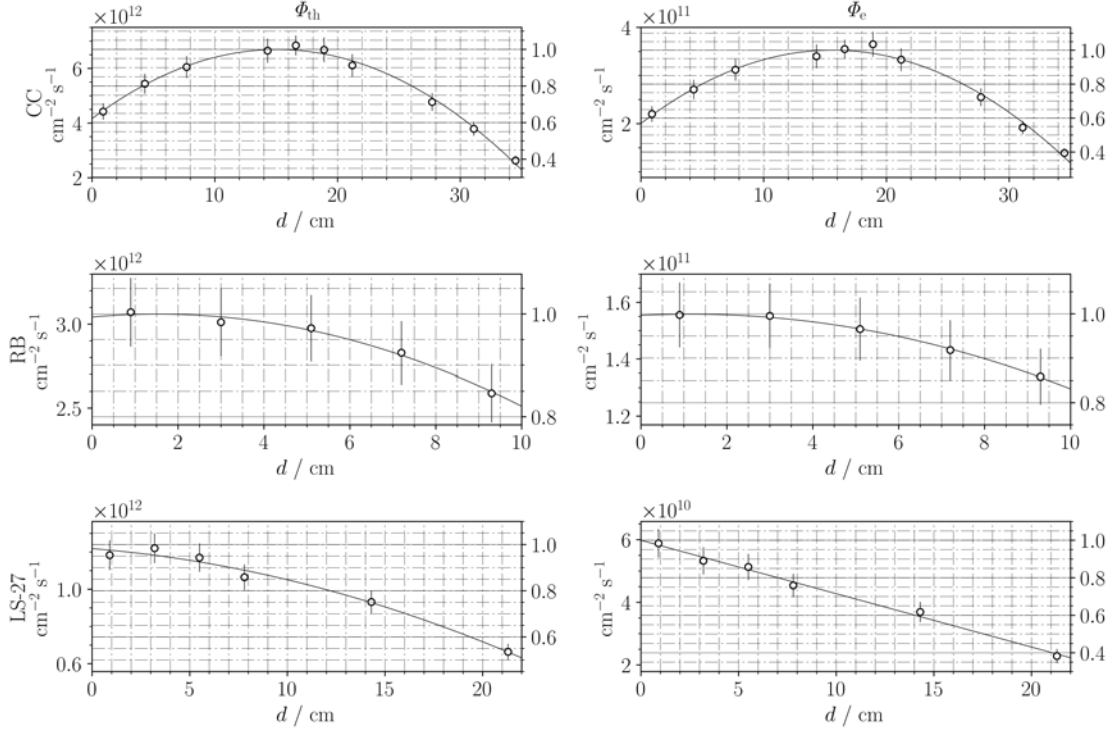 Φth Φe
×10¹² ×10¹¹
CC
cm⁻² s⁻¹
6
4
2
1.0
0.8
0.6
0.4
cm⁻² s⁻¹
4
2
1.0
0.8
0.6
0.4
0 10 20 30 0 10 20 30
d / cm d / cm
×10¹² ×10¹¹
RB
cm⁻² s⁻¹
3.0
2.5
1.0
0.8
cm⁻² s⁻¹
1.6
1.4
1.2
1.0
0.8
0 2 4 6 8 10 0 2 4 6 8 10
d / cm d / cm
×10¹² ×10¹⁰
LS-27
cm⁻² s⁻¹
1.0
0.6
1.0
0.8
0.6
cm⁻² s⁻¹
6
4
2
1.0
0.8
0.6
0.4
0 5 10 15 20 0 5 10 15 20
d / cm d / cm